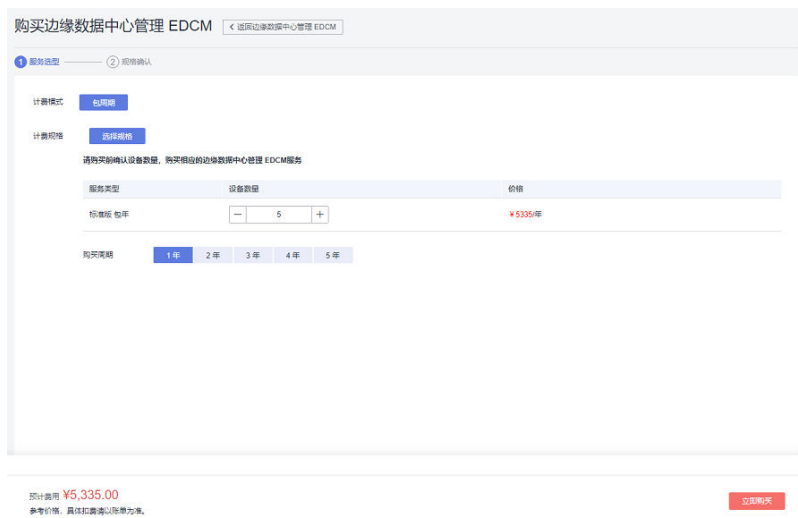 购买边缘数据中心管理 EDCM < 返回边缘数据中心管理 EDCM
1 服务选型 2 规格确认
计费模式 包周期
计费规格 选择规格
请购买前确认设备数量，购买相应的边缘数据中心管理 EDCM服务
服务类型 设备数量 价格
标准版 包年 − 5 + ¥5335/年
购买周期 1 年 2 年 3 年 4 年 5 年
预计费用 ¥5,335.00 立即购买
参考价格，具体扣费请以账单为准。